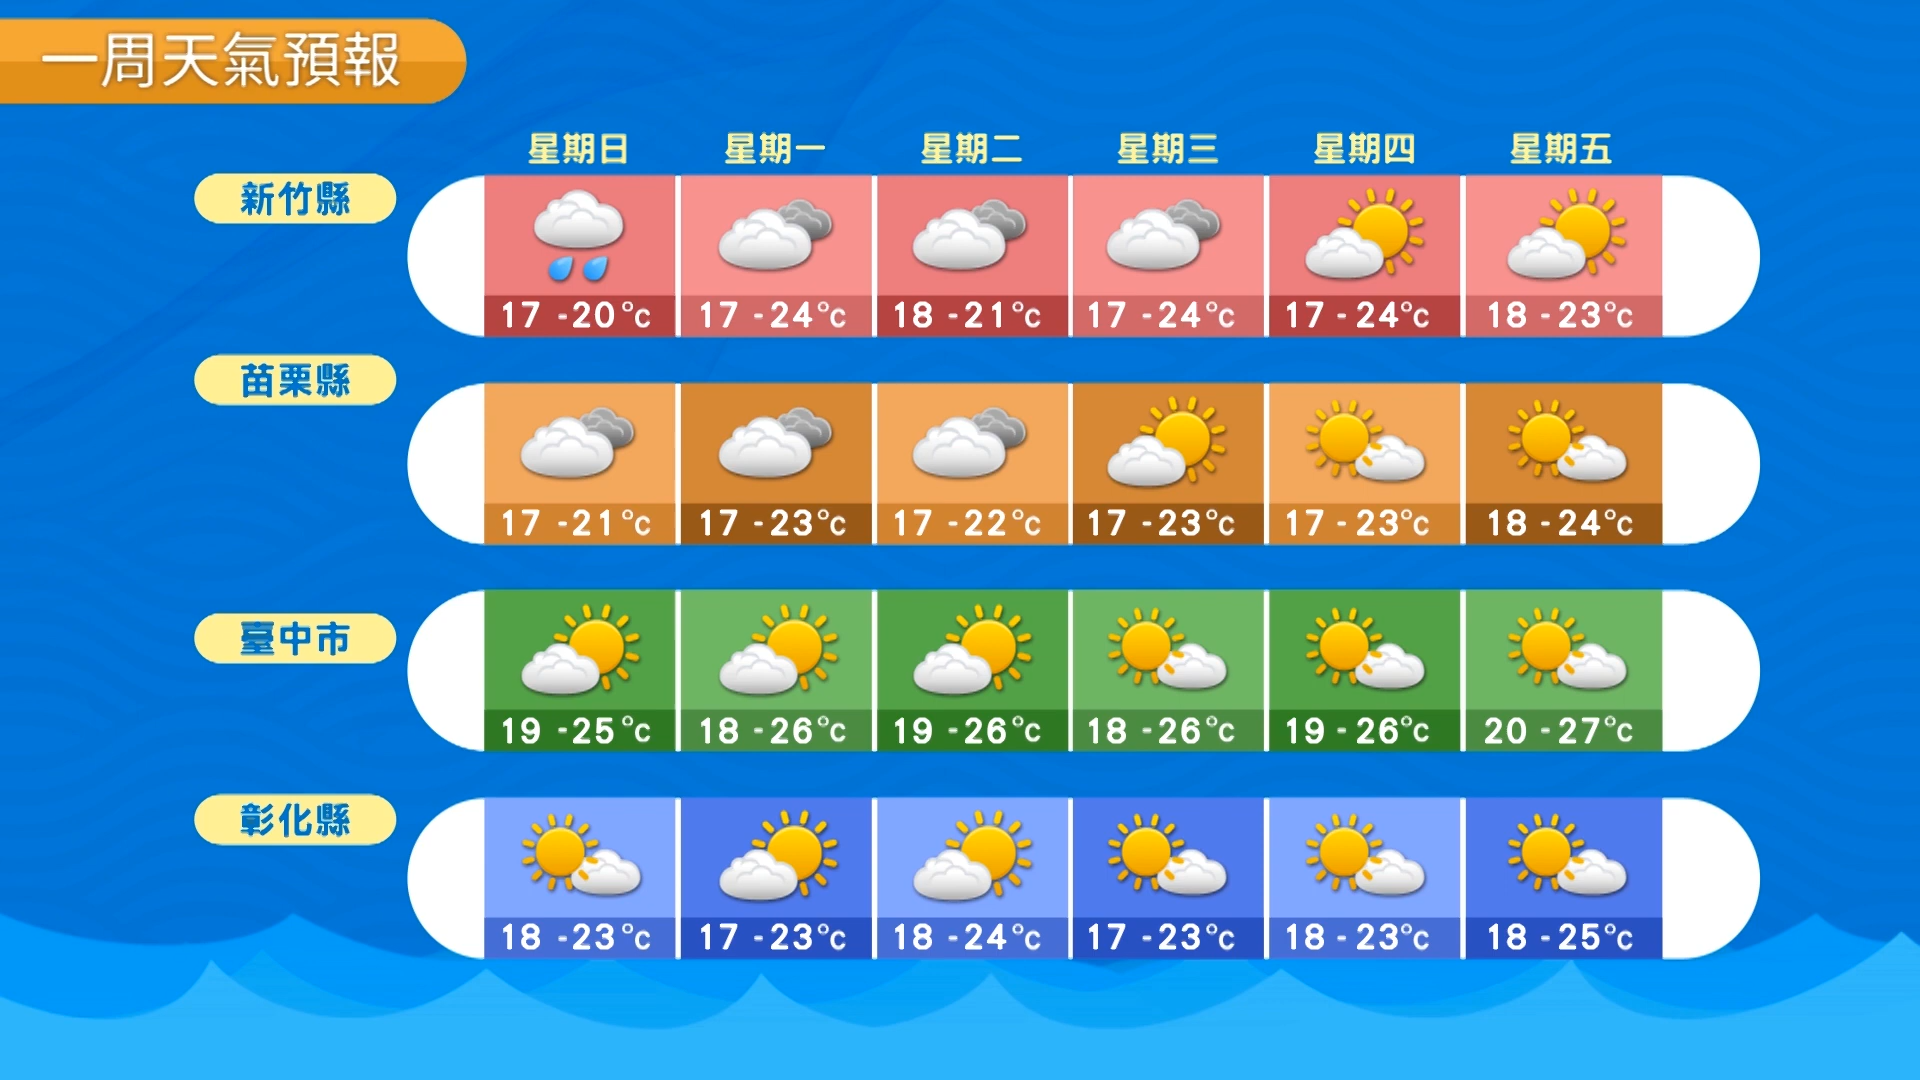 一周天氣預報
星期日 星期一 星期二 星期三 星期四 星期五
新竹縣
17 -20°C 17 -24°C 18 -21°C 17 -24°C 17 -24°C 18 -23°C
苗栗縣
17 -21°C 17 -23°C 17 -22°C 17 -23°C 17 -23°C 18 -24°C
臺中市
19 -25°C 18 -26°C 19 -26°C 18 -26°C 19 -26°C 20 -27°C
彰化縣
18 -23°C 17 -23°C 18 -24°C 17 -23°C 18 -23°C 18 -25°C